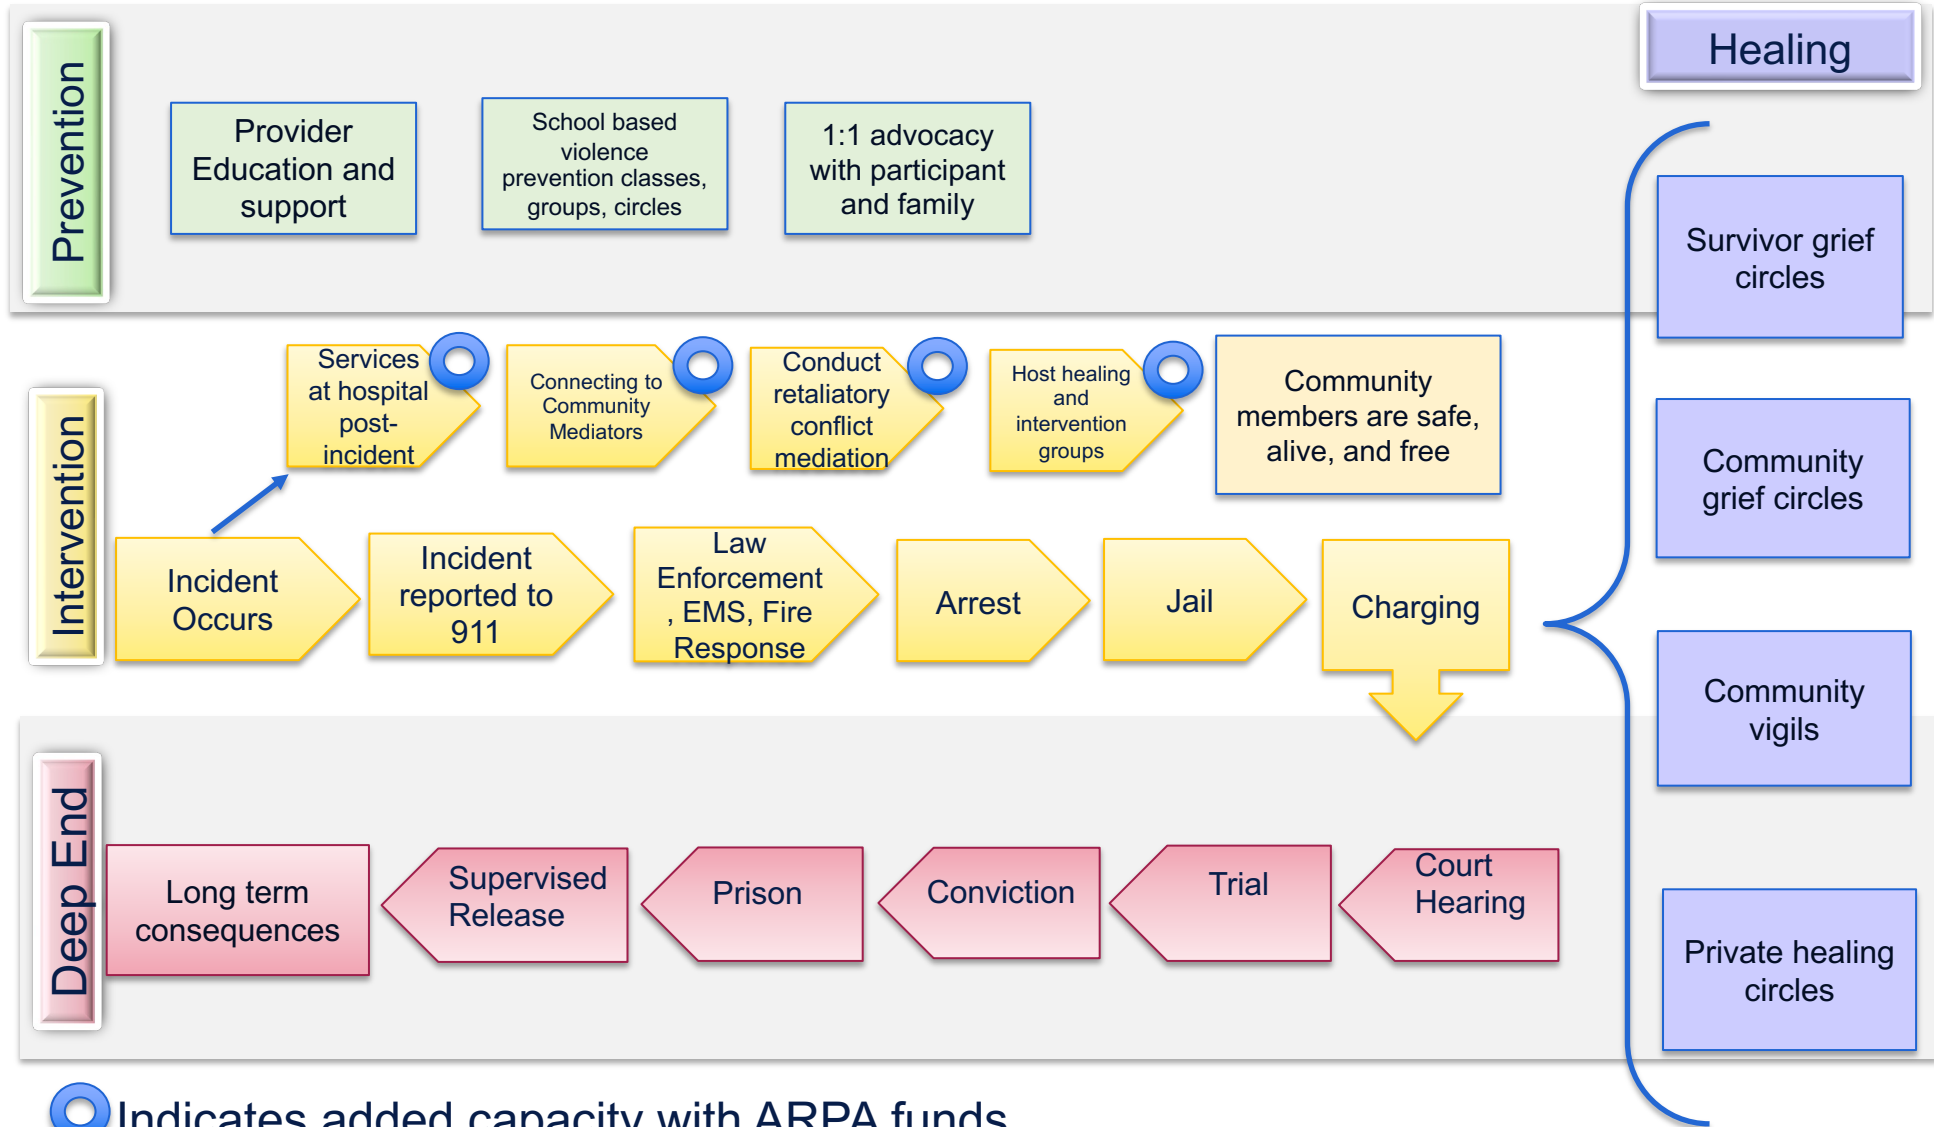 Prevention
Healing
Provider
Education and
support
School based
violence
prevention classes,
groups, circles
1:1 advocacy
with participant
and family
Survivor grief
circles
Intervention
Services
at hospital
post-
incident
Connecting to
Community
Mediators
Conduct
retaliatory
conflict
mediation
Host healing
and
intervention
groups
Community
members are safe,
alive, and free
Community
grief circles
Incident
Occurs
Incident
reported to
911
Law
Enforcement
, EMS, Fire
Response
Arrest
Jail
Charging
Community
vigils
Deep End
Long term
consequences
Supervised
Release
Prison
Conviction
Trial
Court
Hearing
Private healing
circles
Indicates added capacity with ARPA funds